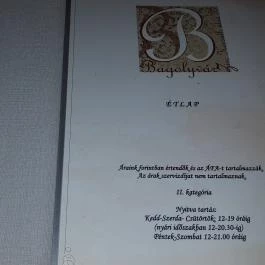 B
Bagolyvár
ÉTLAP
Áraink forintban értendők és az ÁFA-t tartalmazzák,
Az árak szervizdíjat nem tartalmaznak,
II. kategória
Nyitva tartás:
Kedd-Szerda- Csütörtök: 12-19 óráig
(nyári időszakban 12-20.30-ig)
Péntek-Szombat 12-21.00 óráig